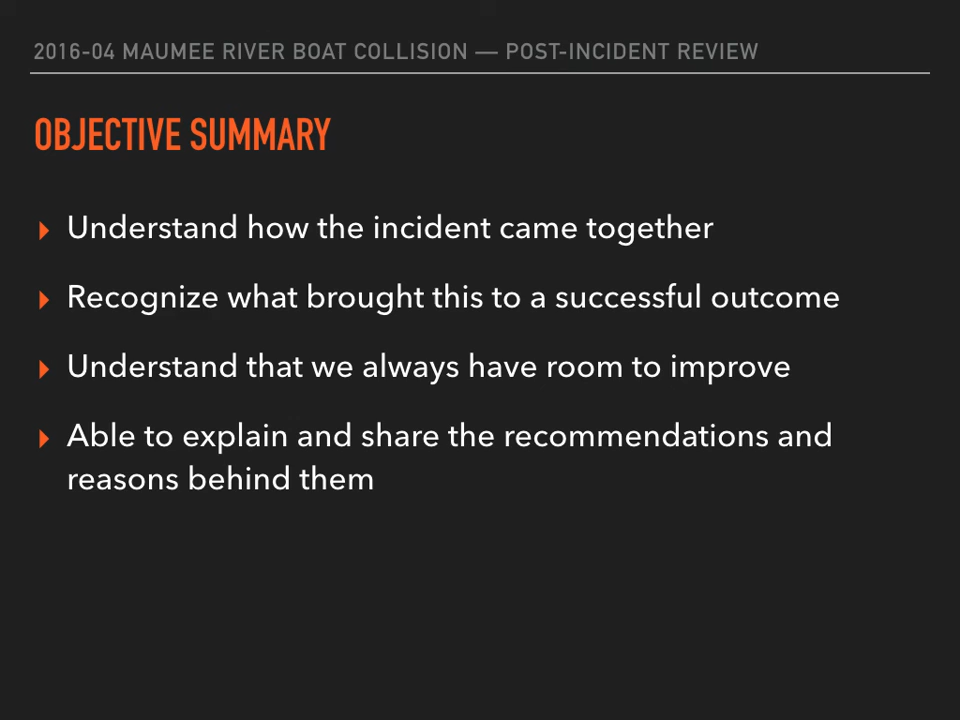 2016-04 MAUMEE RIVER BOAT COLLISION — POST-INCIDENT REVIEW
OBJECTIVE SUMMARY
Understand how the incident came together
Recognize what brought this to a successful outcome
Understand that we always have room to improve
Able to explain and share the recommendations and
reasons behind them